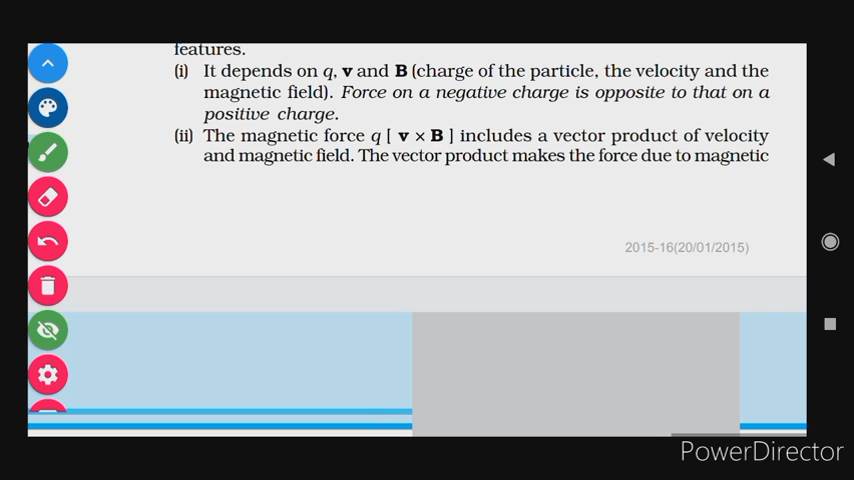 features.
(i) It depends on q, v and B (charge of the particle, the velocity and the
magnetic field). Force on a negative charge is opposite to that on a
positive charge.
(ii) The magnetic force q [ v × B ] includes a vector product of velocity
and magnetic field. The vector product makes the force due to magnetic
2015-16(20/01/2015)
PowerDirector